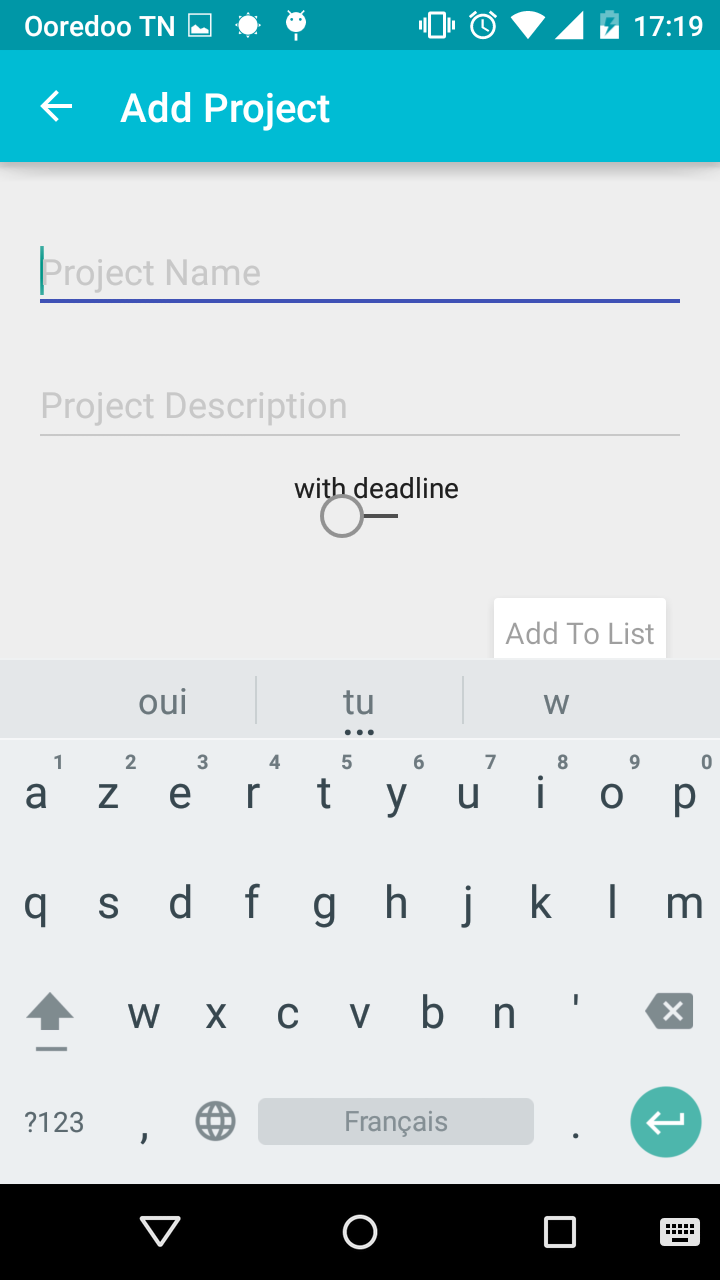 Ooredoo TN 17:19
Add Project
Project Name
Project Description
with deadline
Add To List
oui tu w
1 2 3 4 5 6 7 8 9 0
a z e r t y u i o p
q s d f g h j k l m
w x c v b n '
?123 , Français .